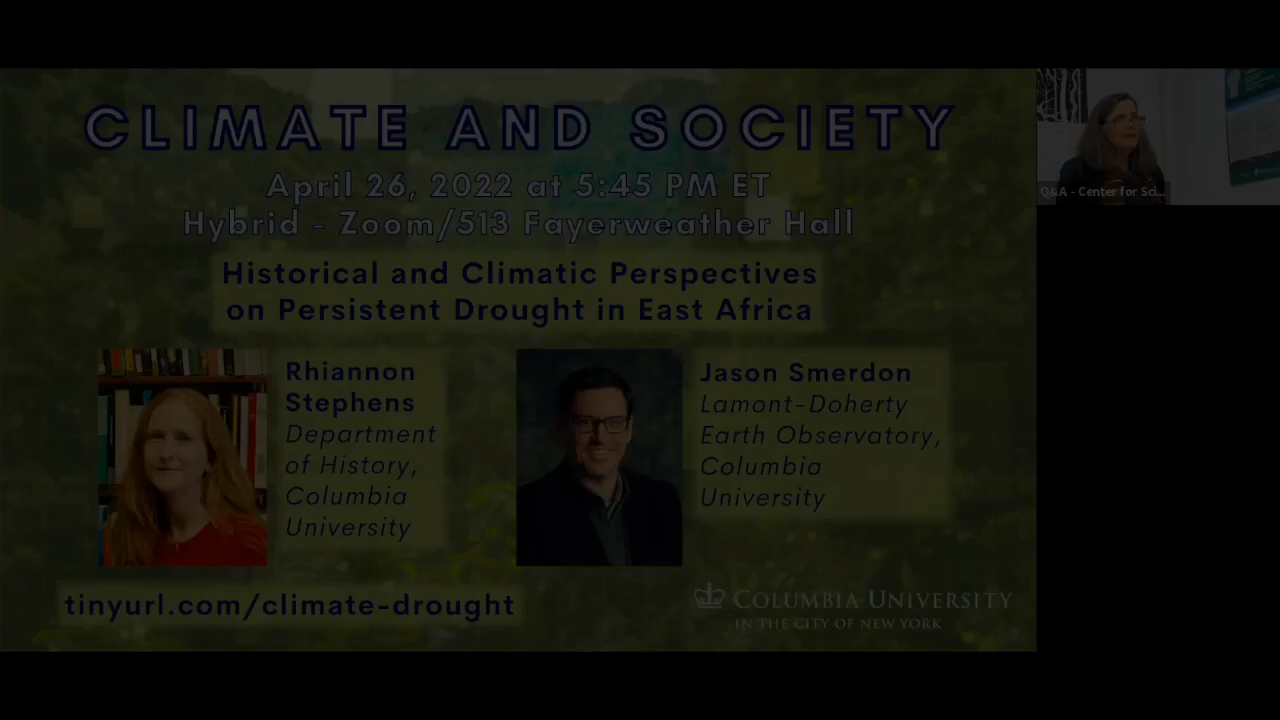 CLIMATE AND SOCIETY
April 26, 2022 at 5:45 PM ET
Hybrid - Zoom/513 Fayerweather Hall
Historical and Climatic Perspectives
on Persistent Drought in East Africa
Rhiannon
Stephens
Department
of History,
Columbia
University
Jason Smerdon
Lamont-Doherty
Earth Observatory,
Columbia
University
tinyurl.com/climate-drought
COLUMBIA UNIVERSITY
IN THE CITY OF NEW YORK
Q&A - Center for Sci...